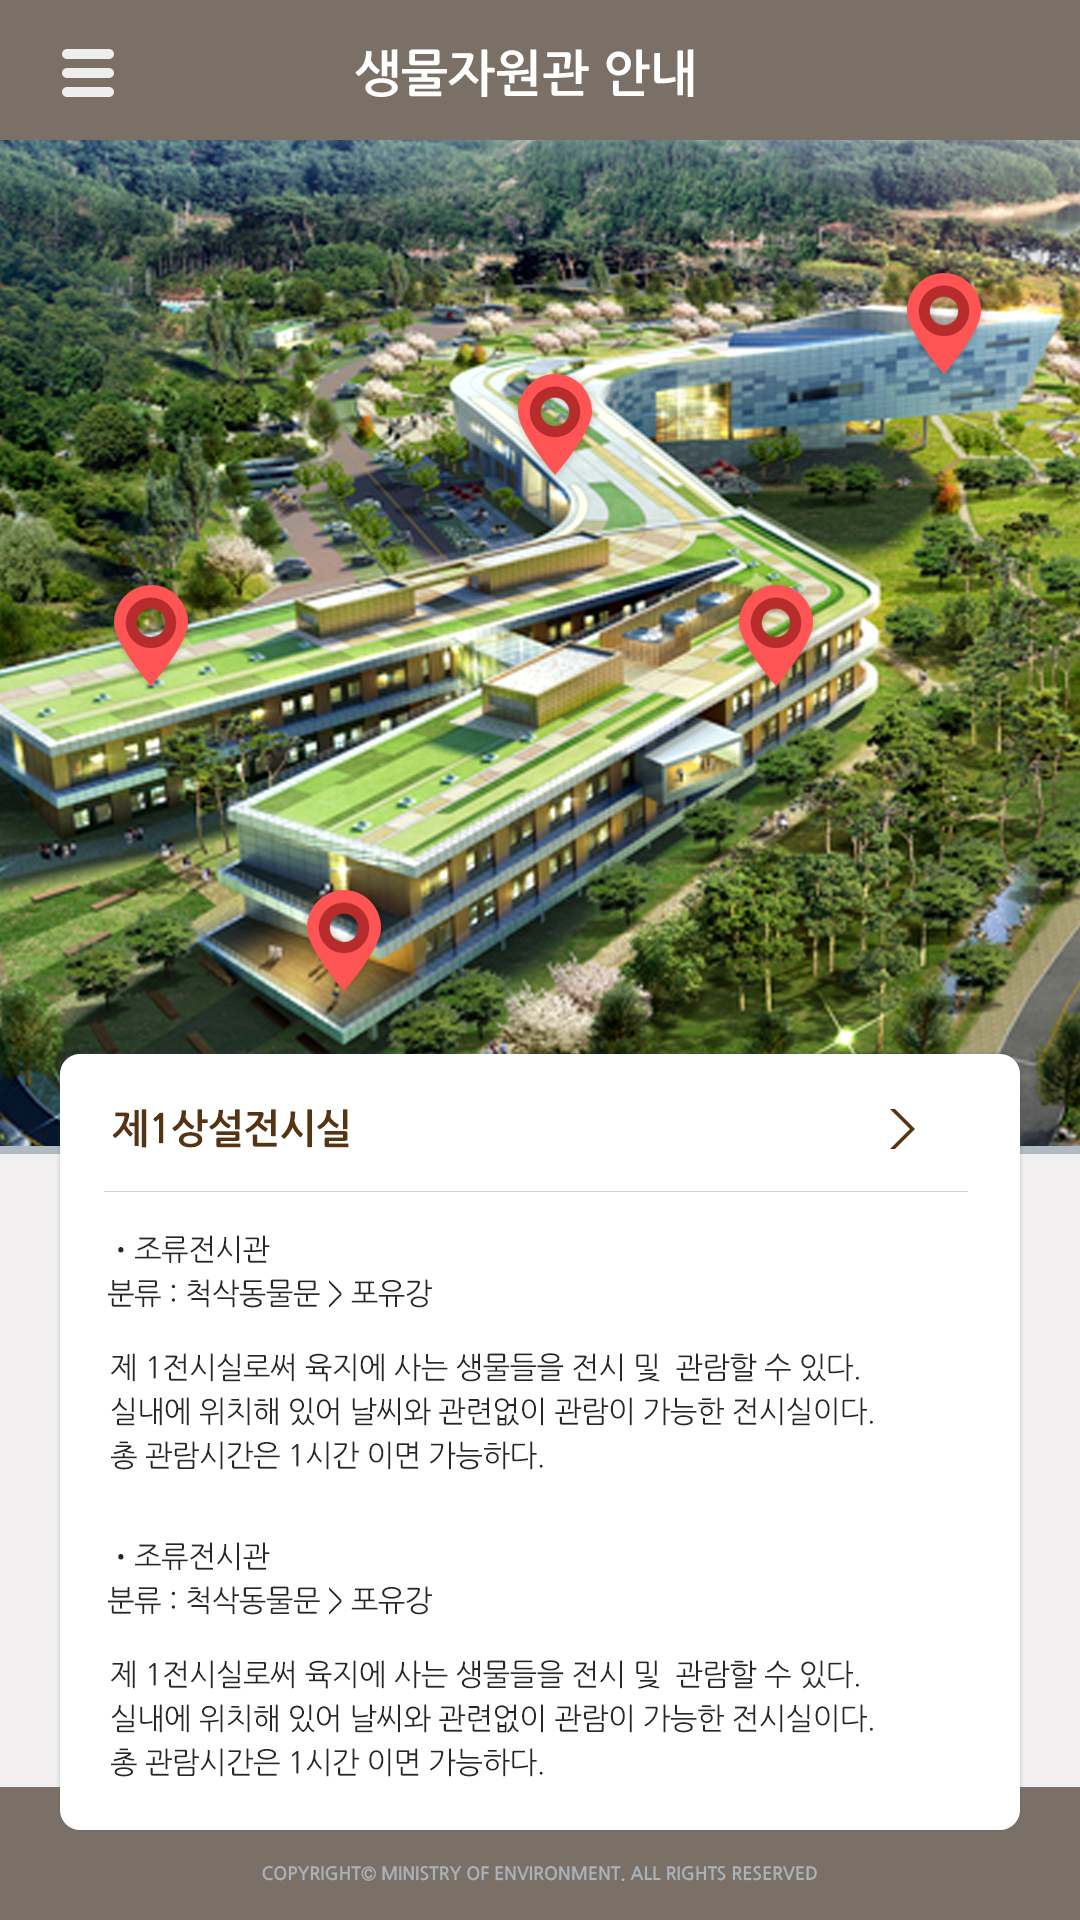 생물자원관 안내
제1상설전시실
• 조류전시관
분류 : 척삭동물문 > 포유강
제 1전시실로써 육지에 사는 생물들을 전시 및 관람할 수 있다.
실내에 위치해 있어 날씨와 관련없이 관람이 가능한 전시실이다.
총 관람시간은 1시간 이면 가능하다.
• 조류전시관
분류 : 척삭동물문 > 포유강
제 1전시실로써 육지에 사는 생물들을 전시 및 관람할 수 있다.
실내에 위치해 있어 날씨와 관련없이 관람이 가능한 전시실이다.
총 관람시간은 1시간 이면 가능하다.
COPYRIGHT© MINISTRY OF ENVIRONMENT. ALL RIGHTS RESERVED